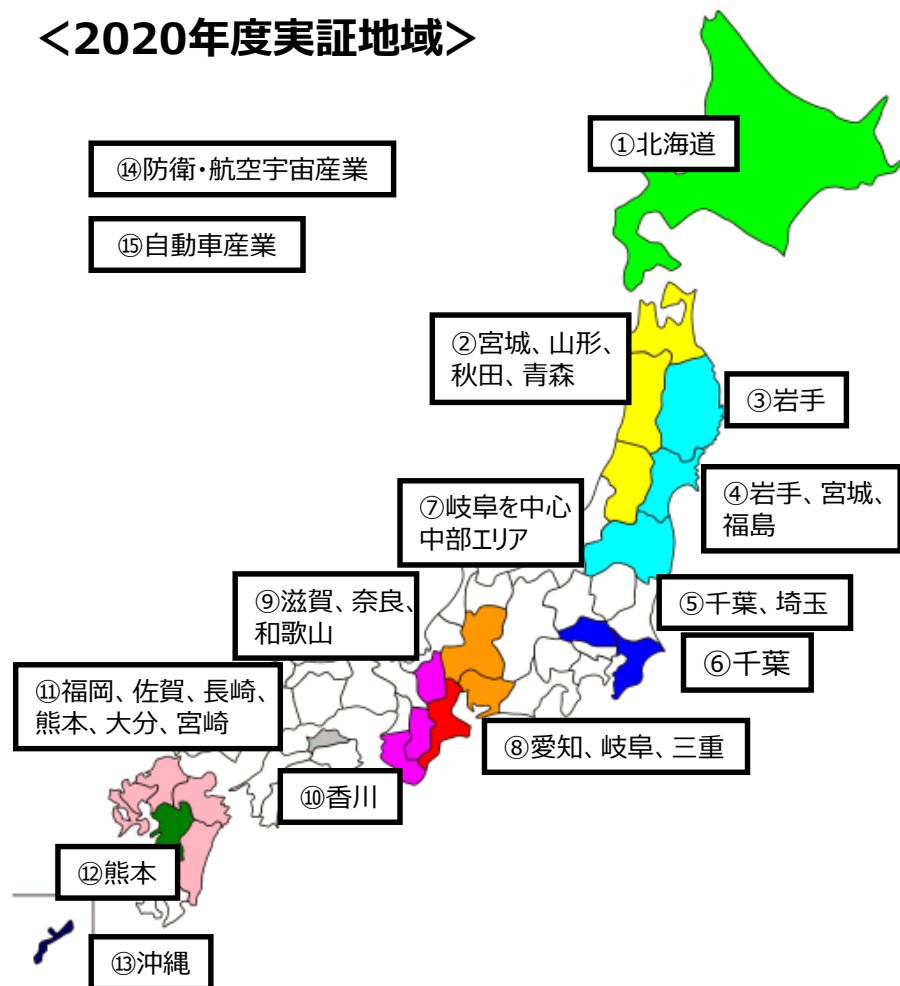 ＜2020年度実証地域＞
①北海道
⑭防衛・航空宇宙産業
⑮自動車産業
②宮城、山形、
秋田、青森
③岩手
④岩手、宮城、
福島
⑦岐阜を中心
中部エリア
⑤千葉、埼玉
⑨滋賀、奈良、
和歌山
⑥千葉
⑪福岡、佐賀、長崎、
熊本、大分、宮崎
⑧愛知、岐阜、三重
⑩香川
⑫熊本
⑬沖縄